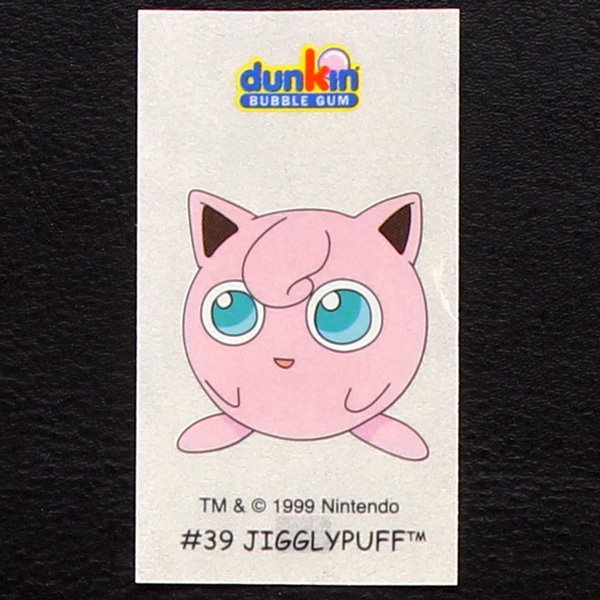 dunkin
BUBBLE GUM
TM & © 1999 Nintendo
#39 JIGGLYPUFF™